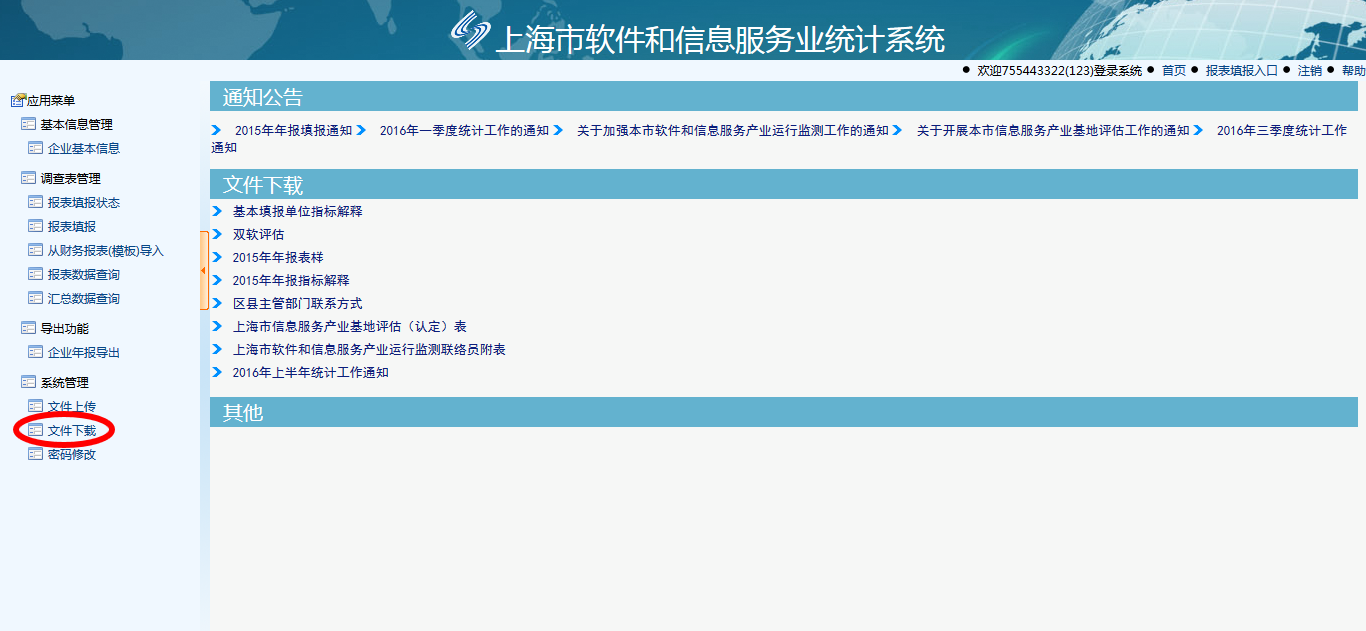 上海市软件和信息服务业统计系统
● 欢迎755443322(123)登录系统 ● 首页 ● 报表填报入口 ● 注销 ● 帮助
应用菜单
基本信息管理
企业基本信息
调查表管理
报表填报状态
报表填报
从财务报表(模板)导入
报表数据查询
汇总数据查询
导出功能
企业年报导出
系统管理
文件上传
文件下载
密码修改
通知公告
2015年年报填报通知 2016年一季度统计工作的通知 关于加强本市软件和信息服务产业运行监测工作的通知 关于开展本市信息服务产业基地评估工作的通知 2016年三季度统计工作
通知
文件下载
基本填报单位指标解释
双软评估
2015年年报表样
2015年年报指标解释
区县主管部门联系方式
上海市信息服务产业基地评估（认定）表
上海市软件和信息服务产业运行监测联络员附表
2016年上半年统计工作通知
其他